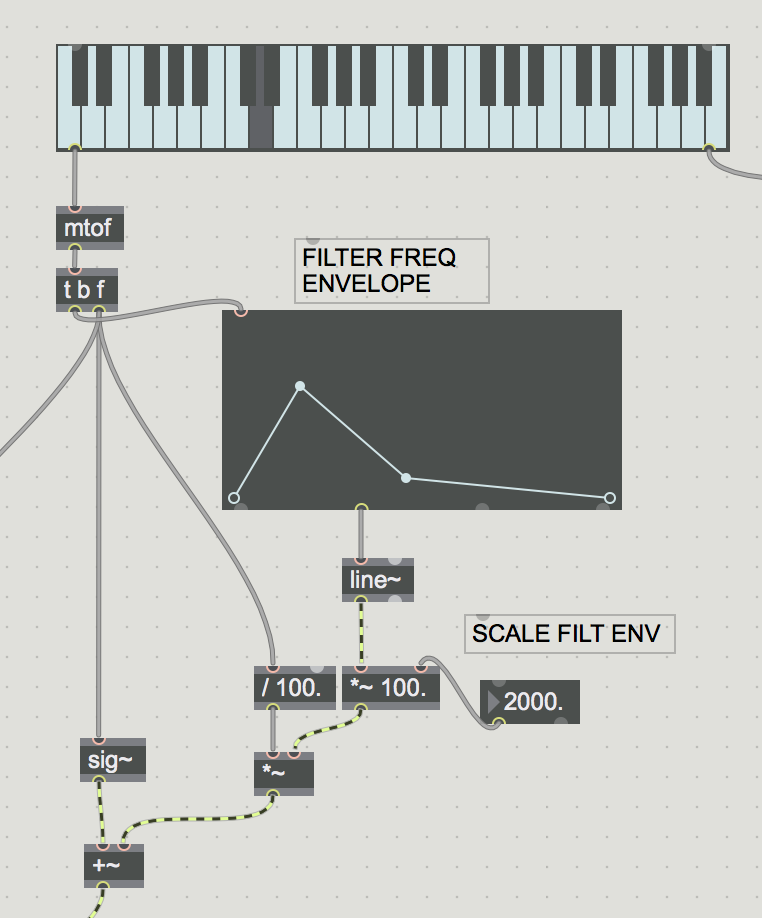 mtof
t b f
FILTER FREQ
ENVELOPE
line~
SCALE FILT ENV
/ 100.
*~ 100.
2000.
sig~
*~
+~